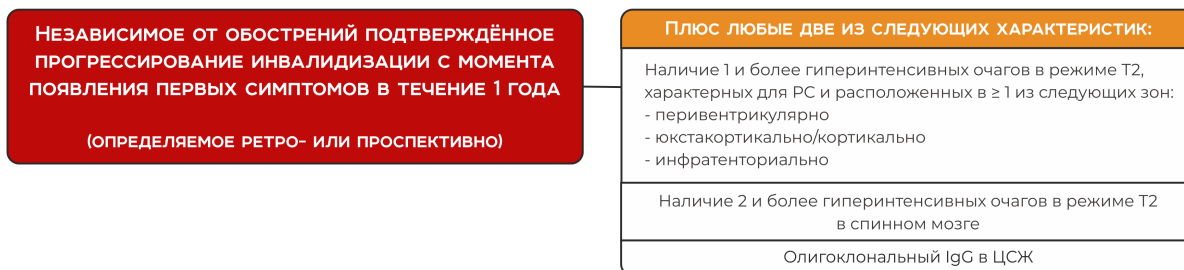 Независимое от обострений подтверждённое
прогрессирование инвалидизации с момента
появления первых симптомов в течение 1 года
(определяемое ретро- или проспективно)
Плюс любые две из следующих характеристик:
Наличие 1 и более гиперинтенсивных очагов в режиме Т2,
характерных для РС и расположенных в ≥ 1 из следующих зон:
- перивентрикулярно
- юкстакортикально/кортикально
- инфратенториально
Наличие 2 и более гиперинтенсивных очагов в режиме Т2
в спинном мозге
Олигоклональный IgG в ЦСЖ